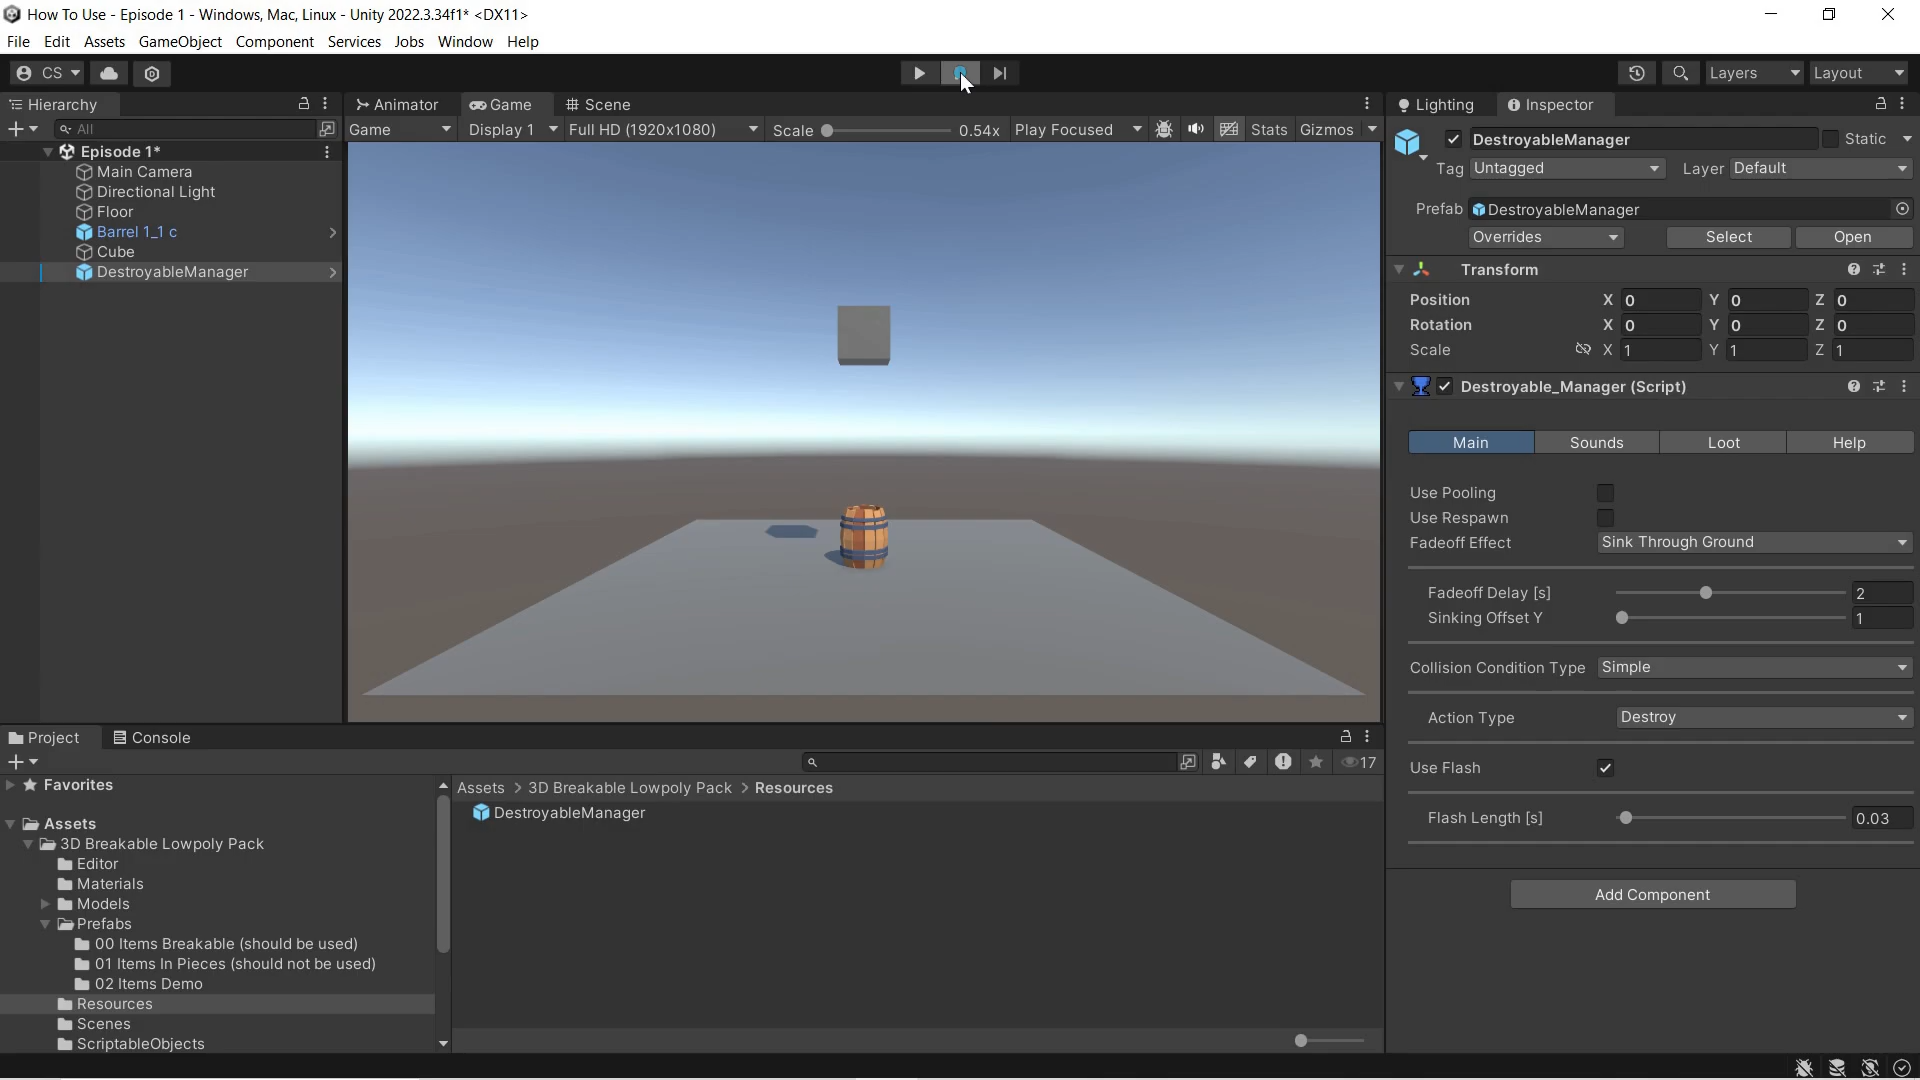 How To Use - Episode 1 - Windows, Mac, Linux - Unity 2022.3.34f1* <DX11>
File Edit Assets GameObject Component Services Jobs Window Help
CS Layers Layout
Hierarchy
All
Episode 1*
Main Camera
Directional Light
Floor
Barrel 1_1 c
Cube
DestroyableManager
Animator Game Scene
Game Display 1 Full HD (1920x1080) Scale 0.54x Play Focused Stats Gizmos
Lighting Inspector
DestroyableManager Static
Tag Untagged Layer Default
Prefab DestroyableManager
Overrides Select Open
Transform
Position X 0 Y 0 Z 0
Rotation X 0 Y 0 Z 0
Scale X 1 Y 1 Z 1
Destroyable_Manager (Script)
Main Sounds Loot Help
Use Pooling
Use Respawn
Fadeoff Effect Sink Through Ground
Fadeoff Delay [s] 2
Sinking Offset Y 1
Collision Condition Type Simple
Action Type Destroy
Use Flash
Flash Length [s] 0.03
Add Component
Project Console
17
Favorites
Assets
3D Breakable Lowpoly Pack
Editor
Materials
Models
Prefabs
00 Items Breakable (should be used)
01 Items In Pieces (should not be used)
02 Items Demo
Resources
Scenes
ScriptableObjects
Assets > 3D Breakable Lowpoly Pack > Resources
DestroyableManager